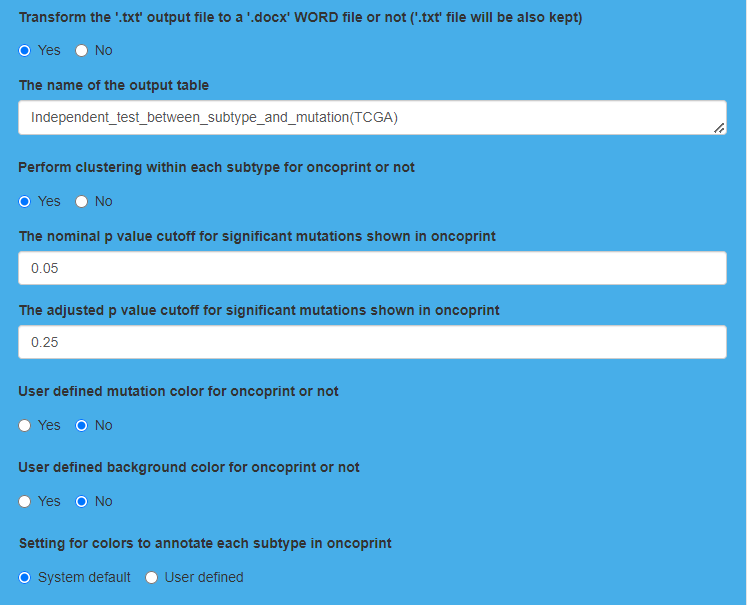 Transform the '.txt' output file to a '.docx' WORD file or not ('.txt' file will be also kept)
Yes No
The name of the output table
Independent_test_between_subtype_and_mutation(TCGA)
Perform clustering within each subtype for oncoprint or not
Yes No
The nominal p value cutoff for significant mutations shown in oncoprint
0.05
The adjusted p value cutoff for significant mutations shown in oncoprint
0.25
User defined mutation color for oncoprint or not
Yes No
User defined background color for oncoprint or not
Yes No
Setting for colors to annotate each subtype in oncoprint
System default User defined